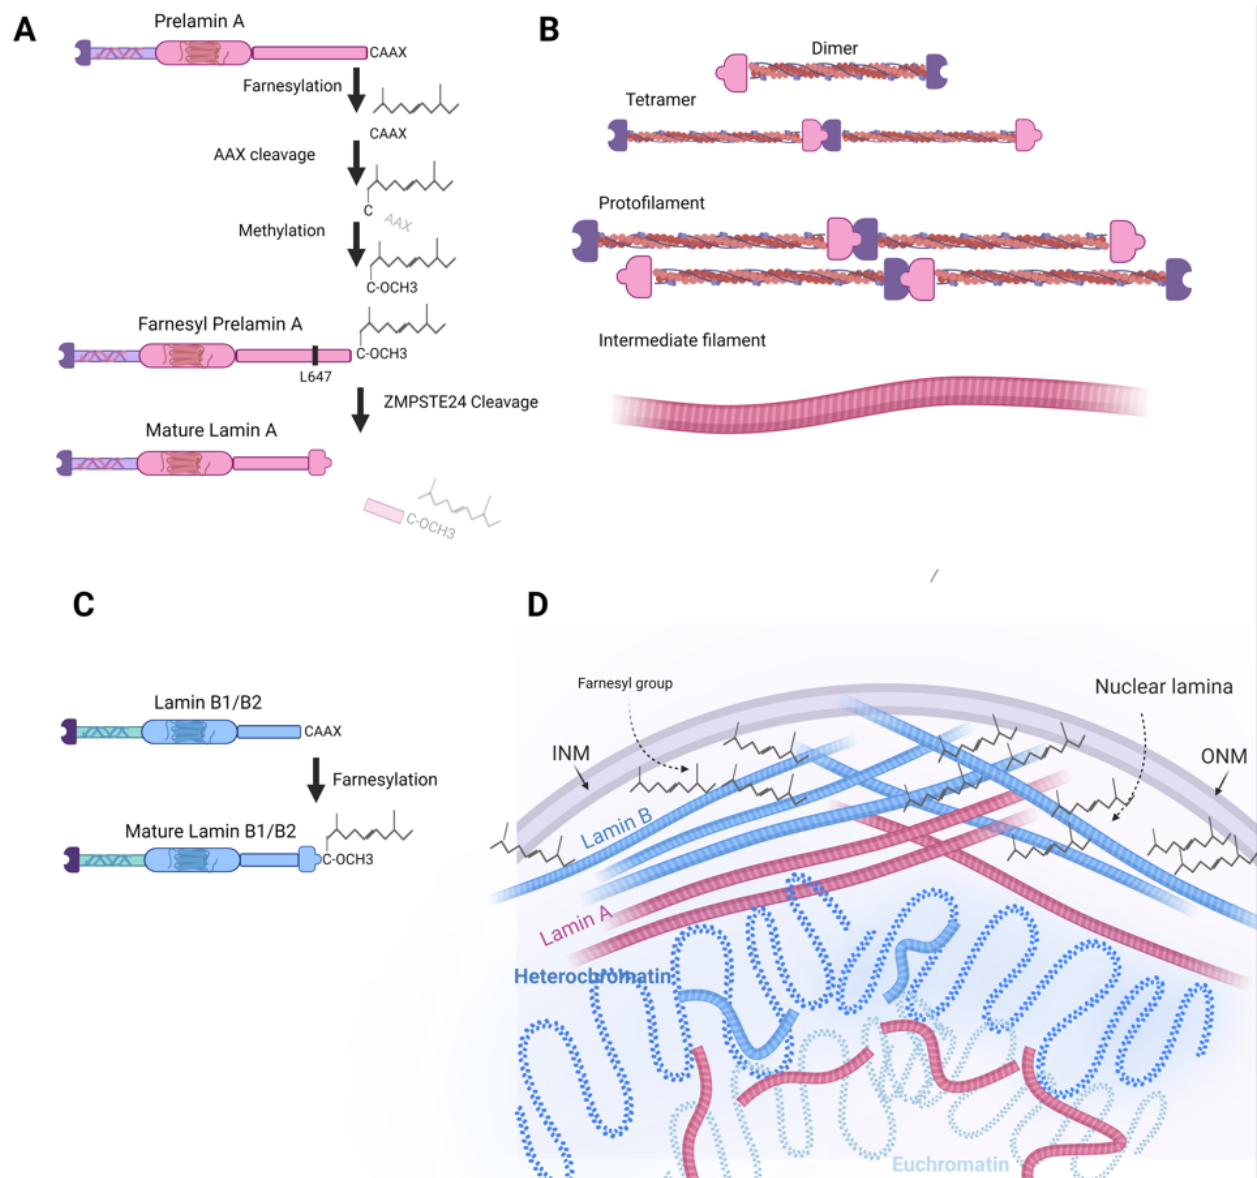 A
Prelamin A
CAAX
Farnesylation
CAAX
AAX cleavage
C
AAX
Methylation
C-OCH3
Farnesyl Prelamin A
C-OCH3
L647
ZMPSTE24 Cleavage
Mature Lamin A
C-OCH3
B
Dimer
Tetramer
Protofilament
Intermediate filament
C
Lamin B1/B2
CAAX
Farnesylation
Mature Lamin B1/B2
C-OCH3
D
Farnesyl group
Nuclear lamina
INM
ONM
Lamin B
Lamin A
Heterochromatin
Euchromatin